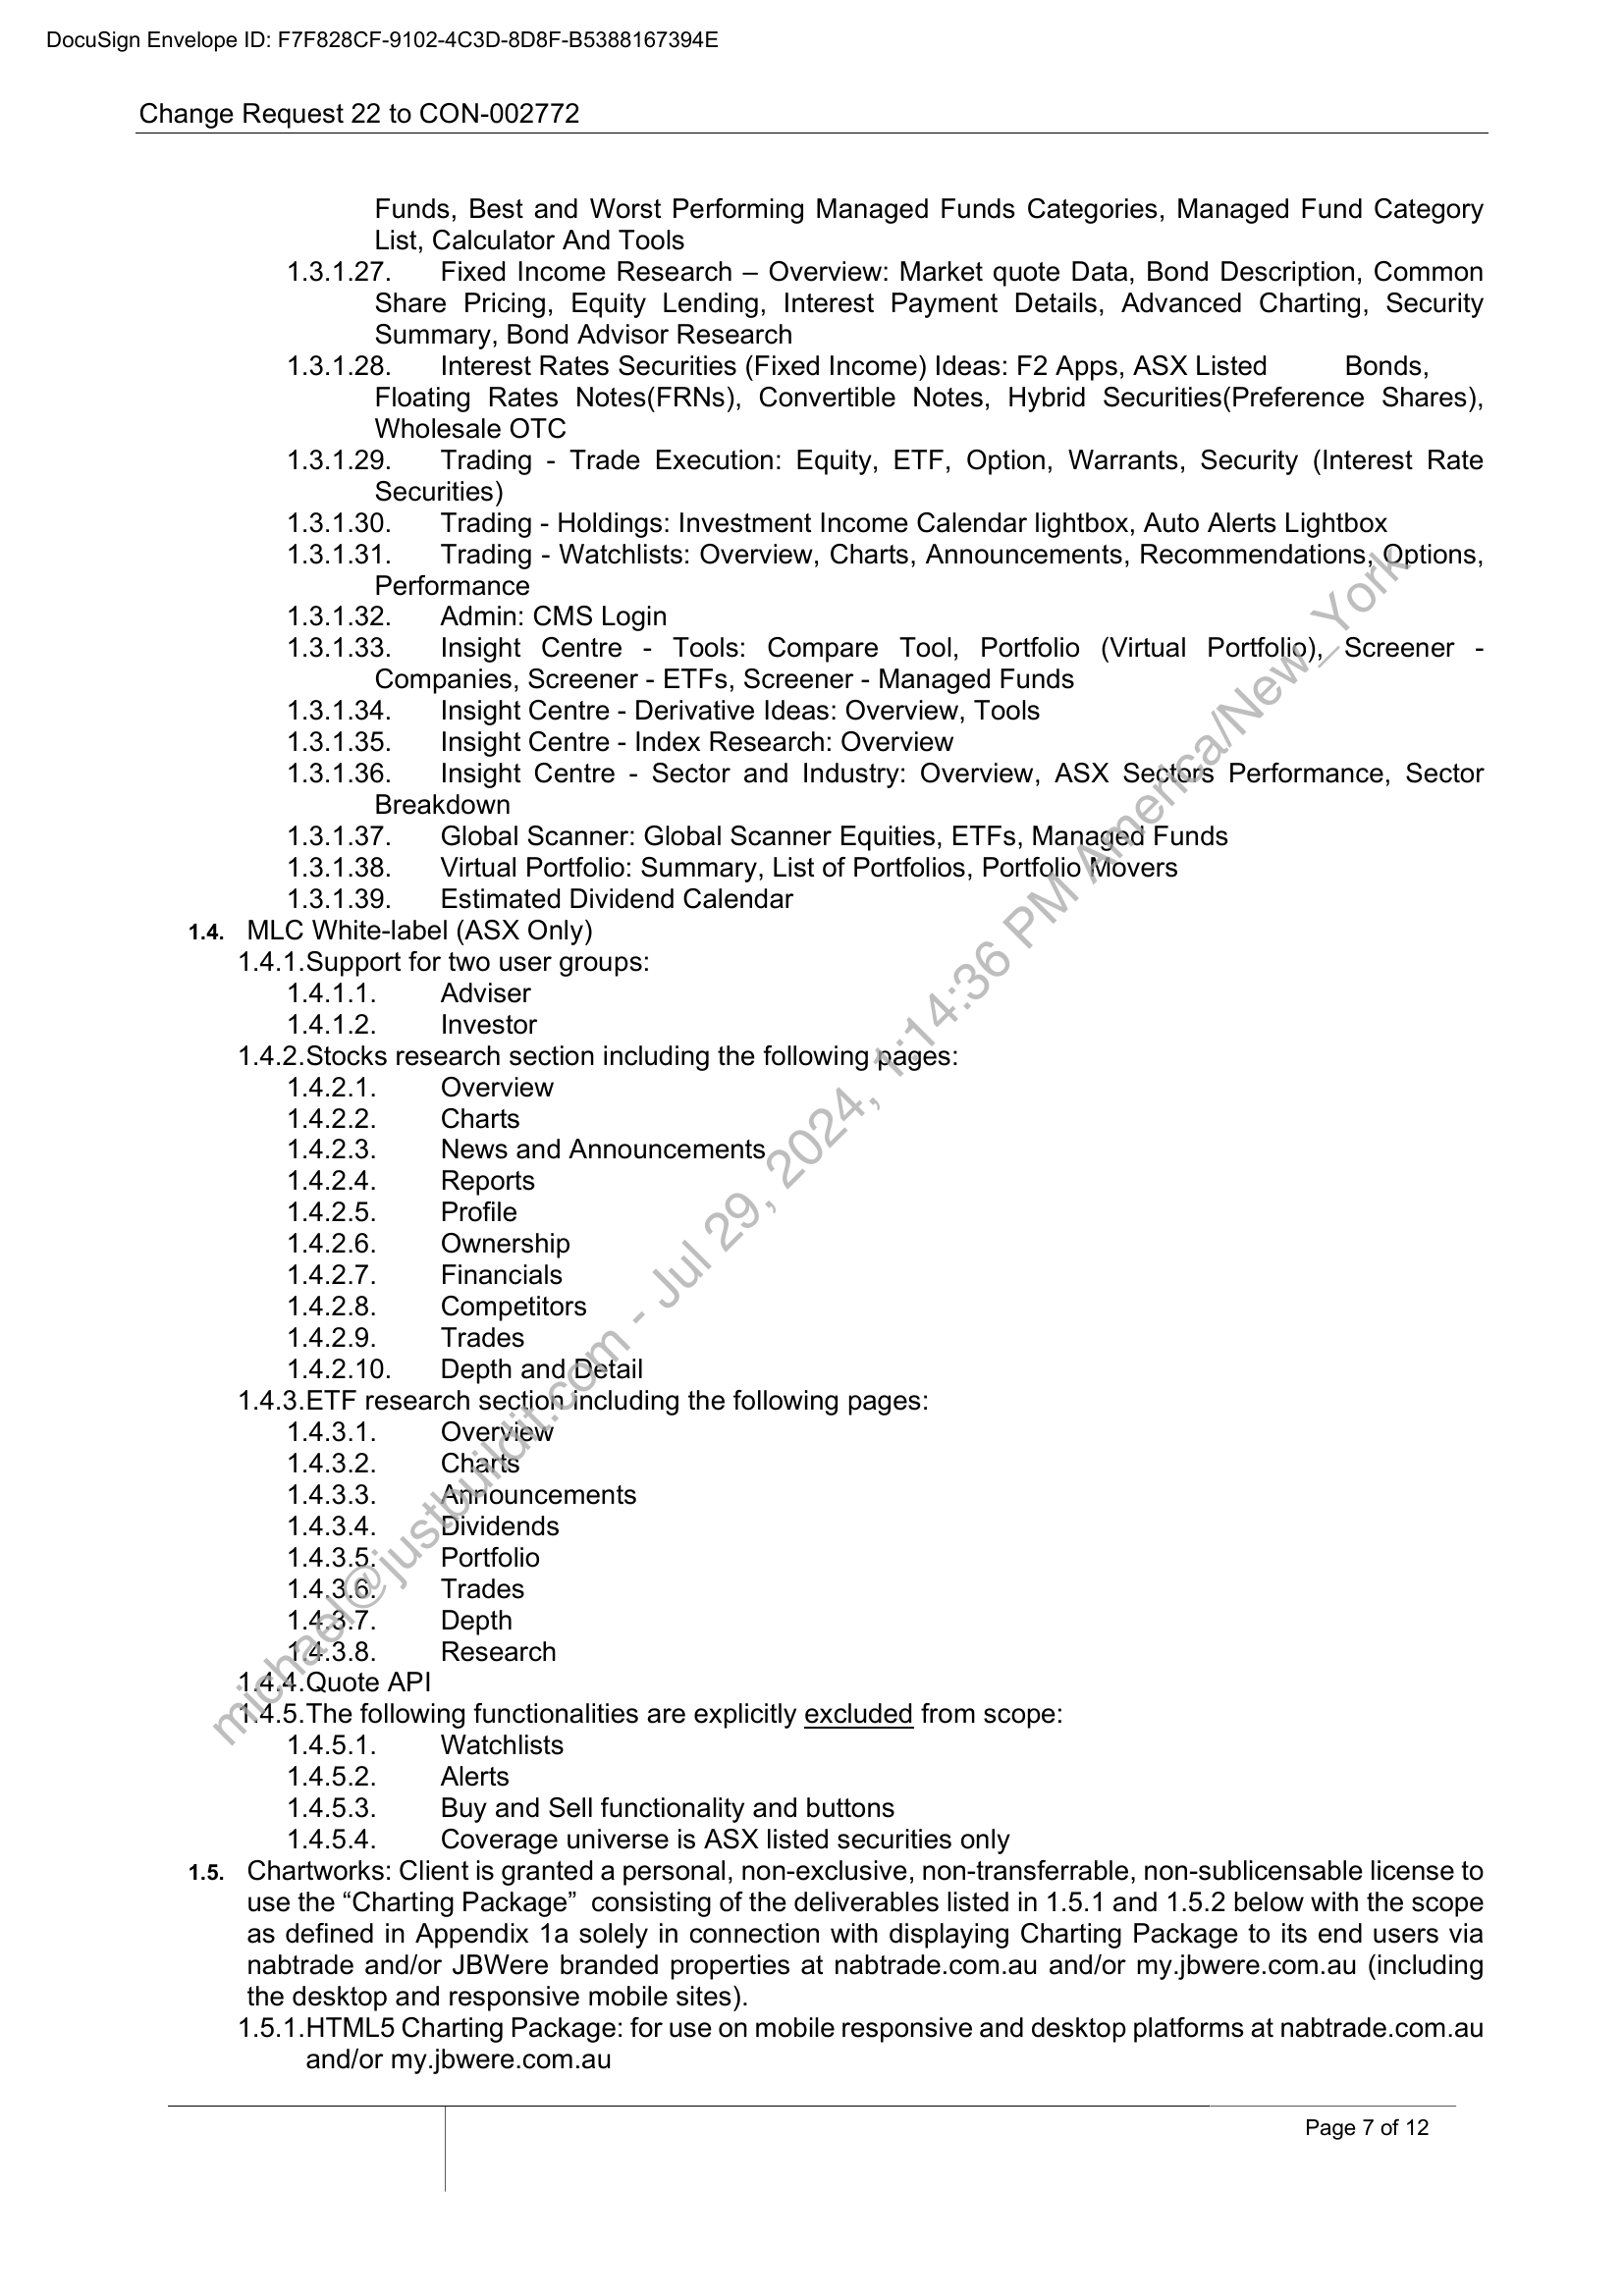 DocuSign Envelope ID: F7F828CF-9102-4C3D-8D8F-B5388167394E
Change Request 22 to CON-002772
Funds, Best and Worst Performing Managed Funds Categories, Managed Fund Category
List, Calculator And Tools
1.3.1.27. Fixed Income Research – Overview: Market quote Data, Bond Description, Common
Share Pricing, Equity Lending, Interest Payment Details, Advanced Charting, Security
Summary, Bond Advisor Research
1.3.1.28. Interest Rates Securities (Fixed Income) Ideas: F2 Apps, ASX Listed Bonds,
Floating Rates Notes(FRNs), Convertible Notes, Hybrid Securities(Preference Shares),
Wholesale OTC
1.3.1.29. Trading - Trade Execution: Equity, ETF, Option, Warrants, Security (Interest Rate
Securities)
1.3.1.30. Trading - Holdings: Investment Income Calendar lightbox, Auto Alerts Lightbox
1.3.1.31. Trading - Watchlists: Overview, Charts, Announcements, Recommendations, Options,
Performance
1.3.1.32. Admin: CMS Login
1.3.1.33. Insight Centre - Tools: Compare Tool, Portfolio (Virtual Portfolio), Screener -
Companies, Screener - ETFs, Screener - Managed Funds
1.3.1.34. Insight Centre - Derivative Ideas: Overview, Tools
1.3.1.35. Insight Centre - Index Research: Overview
1.3.1.36. Insight Centre - Sector and Industry: Overview, ASX Sectors Performance, Sector
Breakdown
1.3.1.37. Global Scanner: Global Scanner Equities, ETFs, Managed Funds
1.3.1.38. Virtual Portfolio: Summary, List of Portfolios, Portfolio Movers
1.3.1.39. Estimated Dividend Calendar
1.4. MLC White-label (ASX Only)
1.4.1.Support for two user groups:
1.4.1.1. Adviser
1.4.1.2. Investor
1.4.2.Stocks research section including the following pages:
1.4.2.1. Overview
1.4.2.2. Charts
1.4.2.3. News and Announcements
1.4.2.4. Reports
1.4.2.5. Profile
1.4.2.6. Ownership
1.4.2.7. Financials
1.4.2.8. Competitors
1.4.2.9. Trades
1.4.2.10. Depth and Detail
1.4.3.ETF research section including the following pages:
1.4.3.1. Overview
1.4.3.2. Charts
1.4.3.3. Announcements
1.4.3.4. Dividends
1.4.3.5. Portfolio
1.4.3.6. Trades
1.4.3.7. Depth
1.4.3.8. Research
1.4.4.Quote API
1.4.5.The following functionalities are explicitly excluded from scope:
1.4.5.1. Watchlists
1.4.5.2. Alerts
1.4.5.3. Buy and Sell functionality and buttons
1.4.5.4. Coverage universe is ASX listed securities only
1.5. Chartworks: Client is granted a personal, non-exclusive, non-transferrable, non-sublicensable license to
use the “Charting Package” consisting of the deliverables listed in 1.5.1 and 1.5.2 below with the scope
as defined in Appendix 1a solely in connection with displaying Charting Package to its end users via
nabtrade and/or JBWere branded properties at nabtrade.com.au and/or my.jbwere.com.au (including
the desktop and responsive mobile sites).
1.5.1.HTML5 Charting Package: for use on mobile responsive and desktop platforms at nabtrade.com.au
and/or my.jbwere.com.au
Page 7 of 12
michael@justbuildit.com - Jul 29, 2024, 1:14:36 PM America/New_York